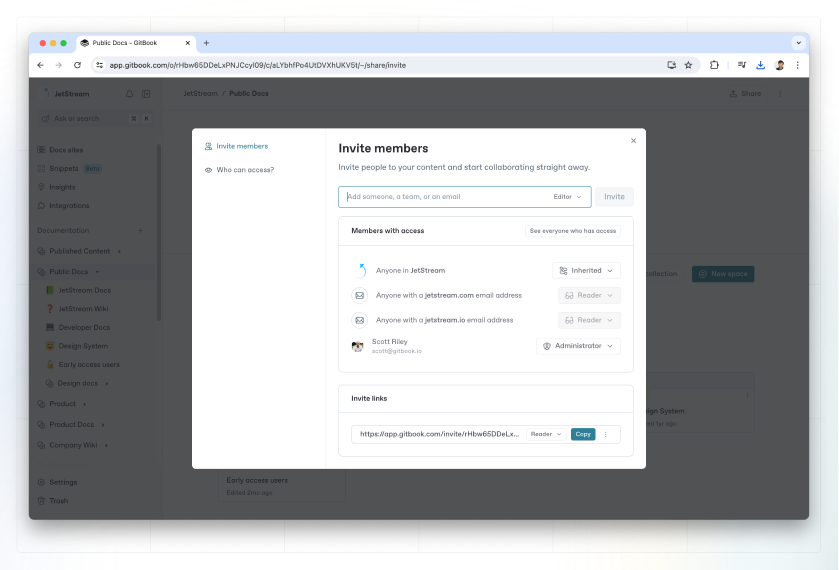 Public Docs - GitBook
app.gitbook.com/o/rHbw65DDeLxPNJCcyI09/c/aLYbhfPo4UtDVXhUKV5t/~/share/invite
JetStream
JetStream / Public Docs
Share
Ask or search
⌘ K
Docs sites
Snippets Beta
Insights
Integrations
Documentation
Published Content
Public Docs
JetStream Docs
JetStream Wiki
Developer Docs
Design System
Early access users
Design docs
Product
Product Docs
Company Wiki
Settings
Trash
Invite members
Who can access?
Invite members
Invite people to your content and start collaborating straight away.
Add someone, a team, or an email
Editor
Invite
Members with access
See everyone who has access
Anyone in JetStream
Inherited
Anyone with a jetstream.com email address
Reader
Anyone with a jetstream.io email address
Reader
Scott Riley
scott@gitbook.io
Administrator
Invite links
https://app.gitbook.com/invite/rHbw65DDeLx...
Reader
Copy
collection
New space
ign System
ed 1yr ago
Early access users
Edited 2mo ago